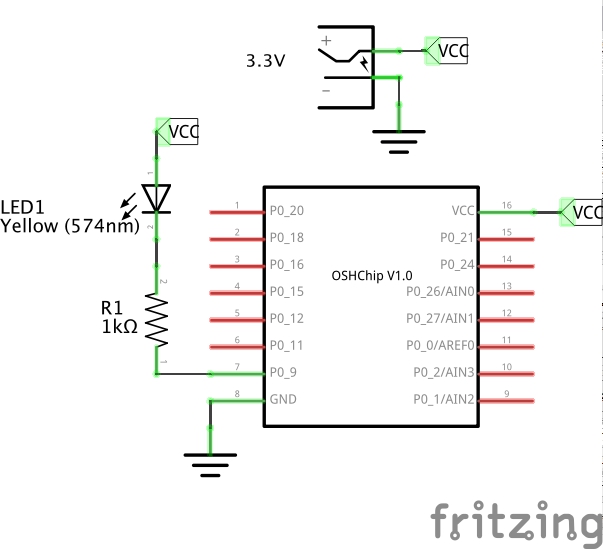 3.3V
+
−
VCC
VCC
1
LED1
Yellow (574nm)
2
2
R1
1kΩ
1
OSHChip V1.0
1 P0_20
2 P0_18
3 P0_16
4 P0_15
5 P0_12
6 P0_11
7 P0_9
8 GND
VCC 16
VCC
P0_21 15
P0_24 14
P0_26/AIN0 13
P0_27/AIN1 12
P0_0/AREF0 11
P0_2/AIN3 10
P0_1/AIN2 9
fritzing